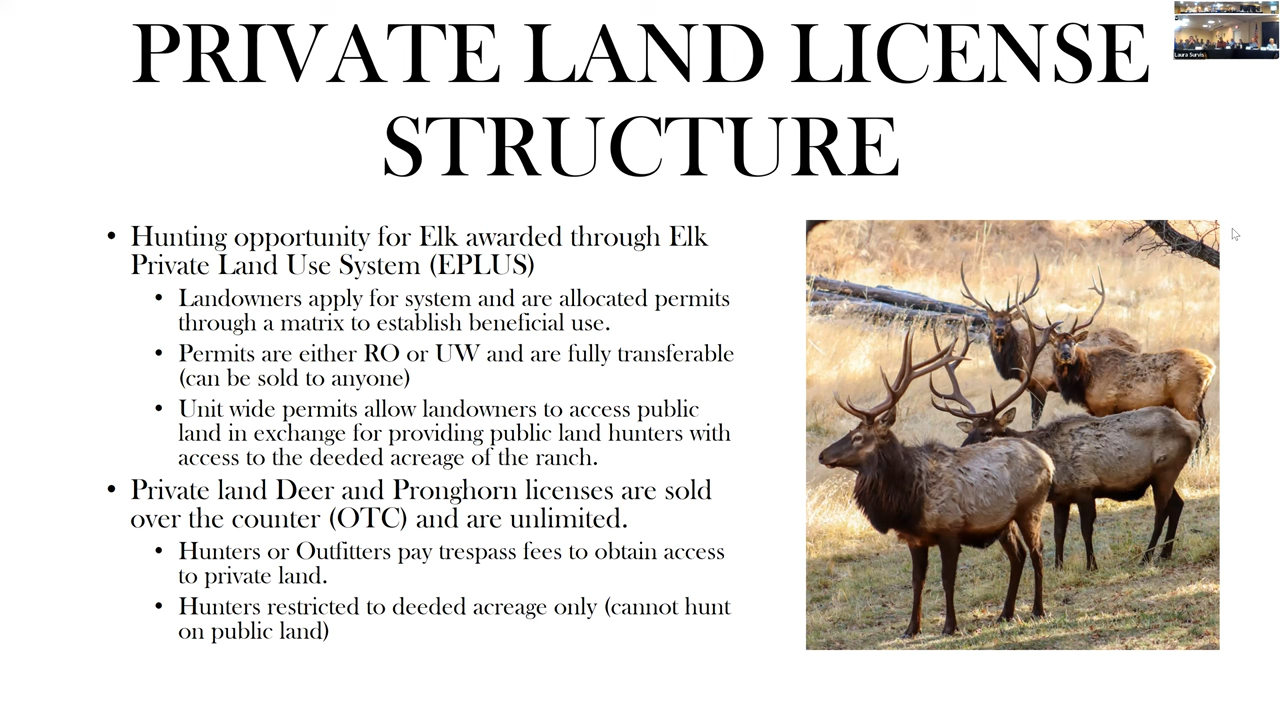 PRIVATE LAND LICENSE
STRUCTURE
Laura Survis
• Hunting opportunity for Elk awarded through Elk
Private Land Use System (EPLUS)
• Landowners apply for system and are allocated permits
through a matrix to establish beneficial use.
• Permits are either RO or UW and are fully transferable
(can be sold to anyone)
• Unit wide permits allow landowners to access public
land in exchange for providing public land hunters with
access to the deeded acreage of the ranch.
• Private land Deer and Pronghorn licenses are sold
over the counter (OTC) and are unlimited.
• Hunters or Outfitters pay trespass fees to obtain access
to private land.
• Hunters restricted to deeded acreage only (cannot hunt
on public land)